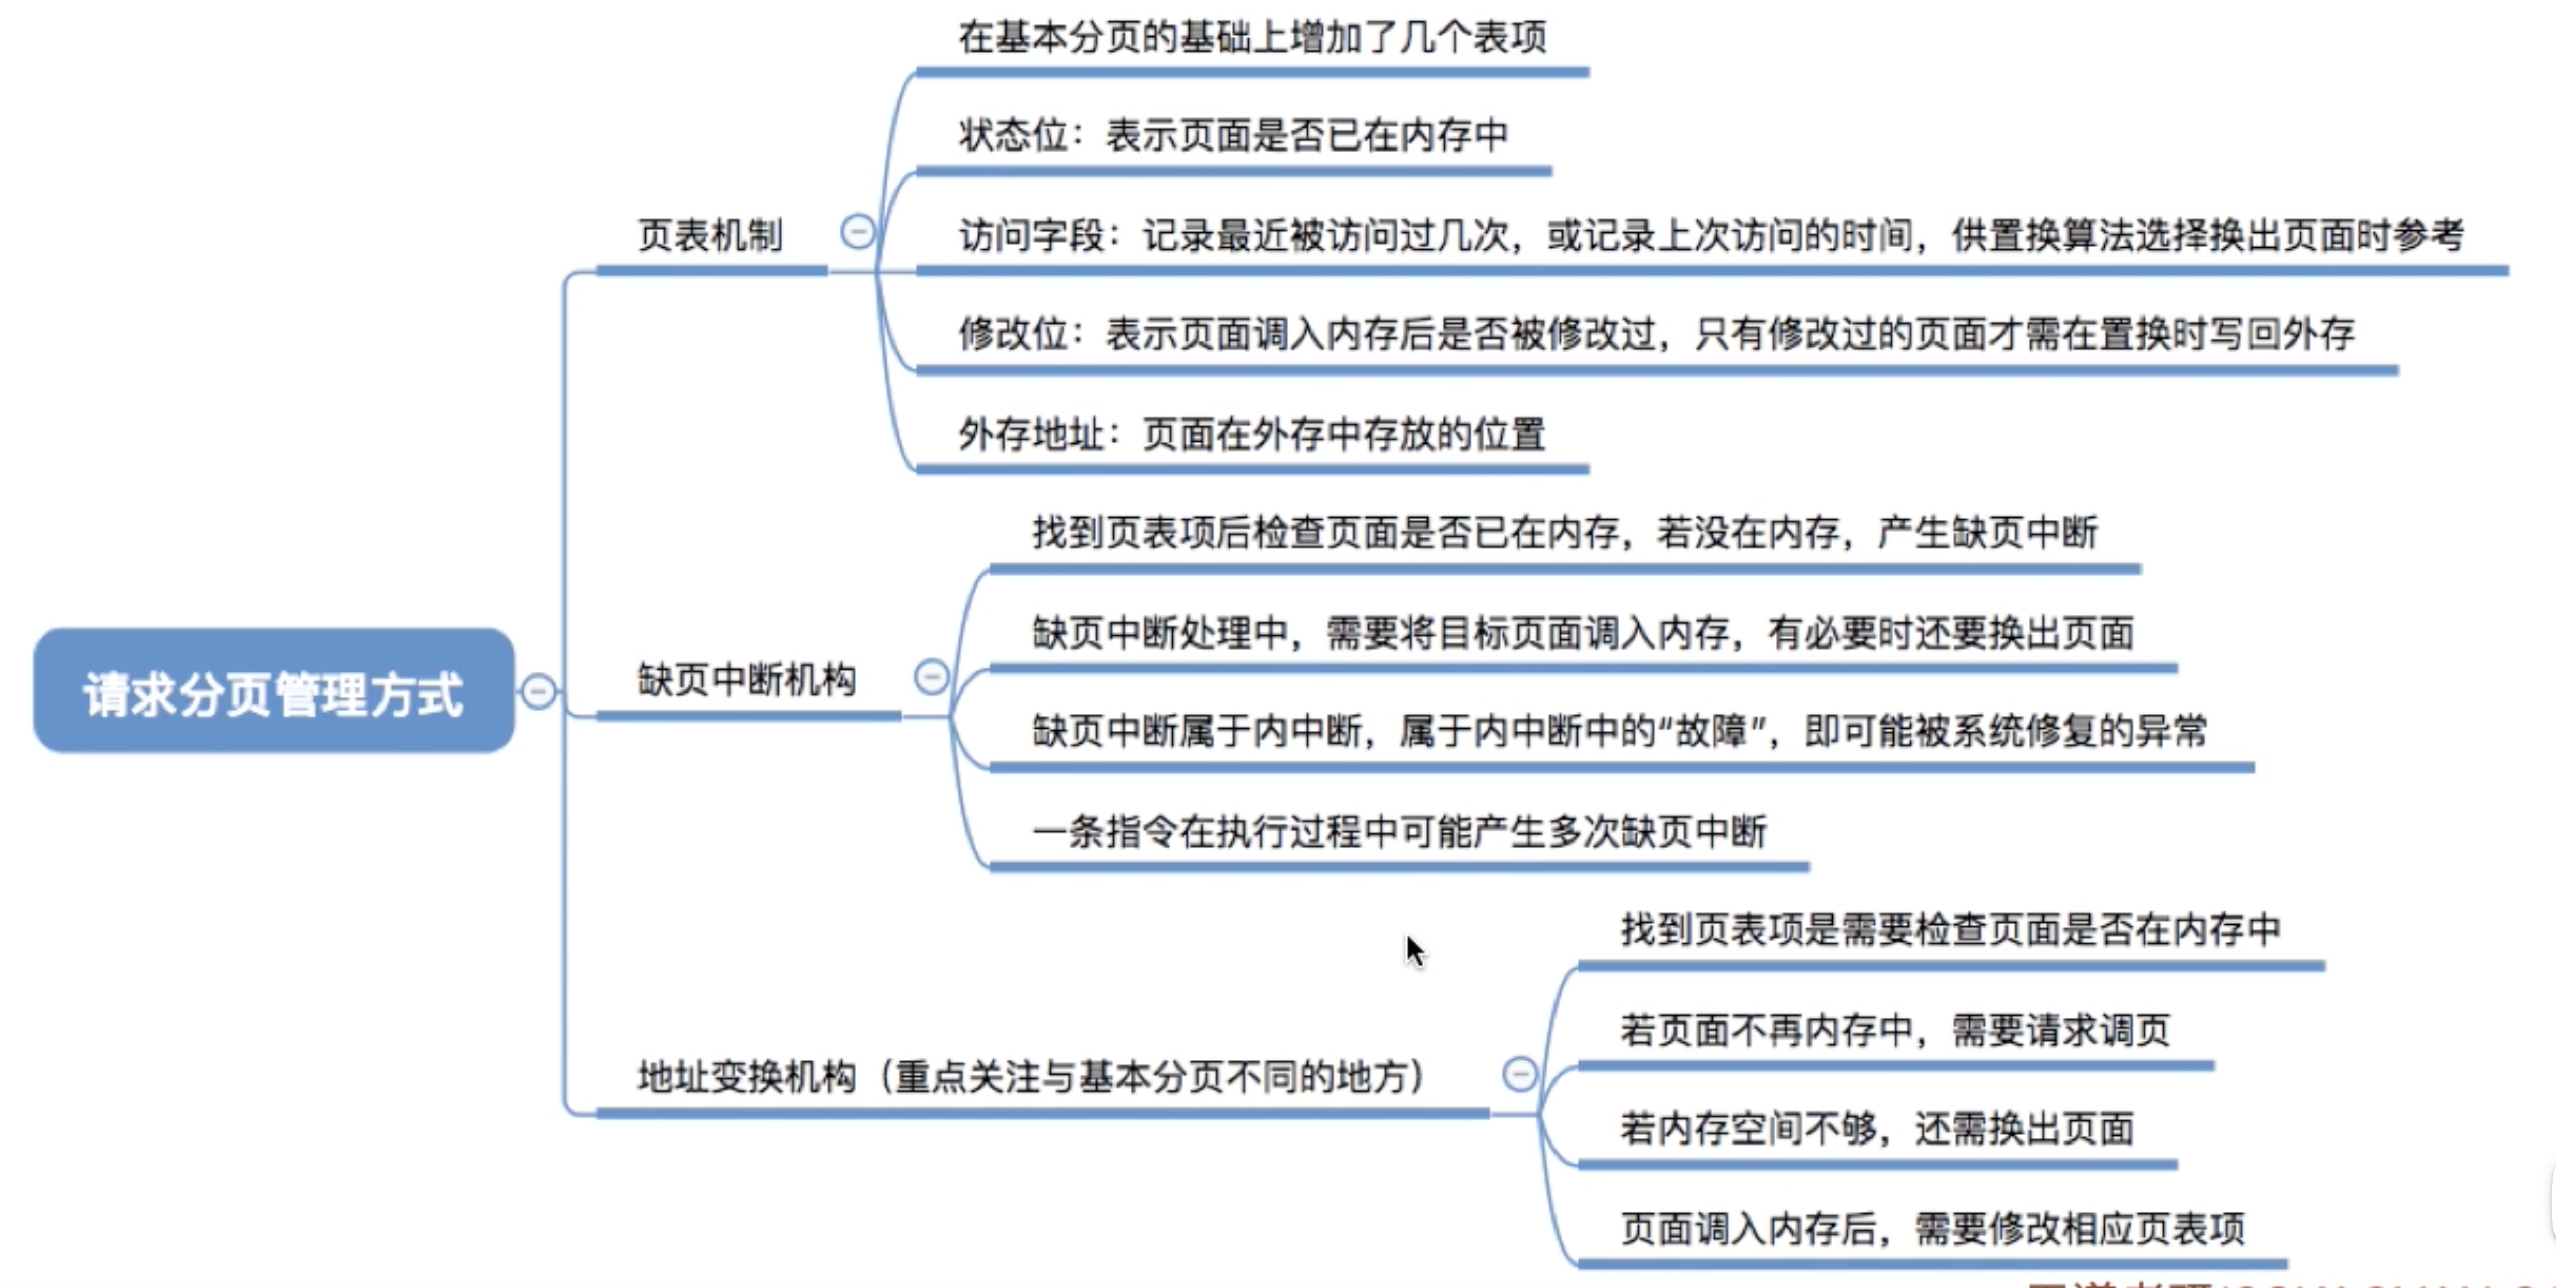 在基本分页的基础上增加了几个表项
状态位：表示页面是否已在内存中
页表机制
访问字段：记录最近被访问过几次，或记录上次访问的时间，供置换算法选择换出页面时参考
修改位：表示页面调入内存后是否被修改过，只有修改过的页面才需在置换时写回外存
外存地址：页面在外存中存放的位置
找到页表项后检查页面是否已在内存，若没在内存，产生缺页中断
缺页中断处理中，需要将目标页面调入内存，有必要时还要换出页面
请求分页管理方式
缺页中断机构
缺页中断属于内中断，属于内中断中的“故障”，即可能被系统修复的异常
一条指令在执行过程中可能产生多次缺页中断
找到页表项是需要检查页面是否在内存中
若页面不再内存中，需要请求调页
地址变换机构（重点关注与基本分页不同的地方）
若内存空间不够，还需换出页面
页面调入内存后，需要修改相应页表项